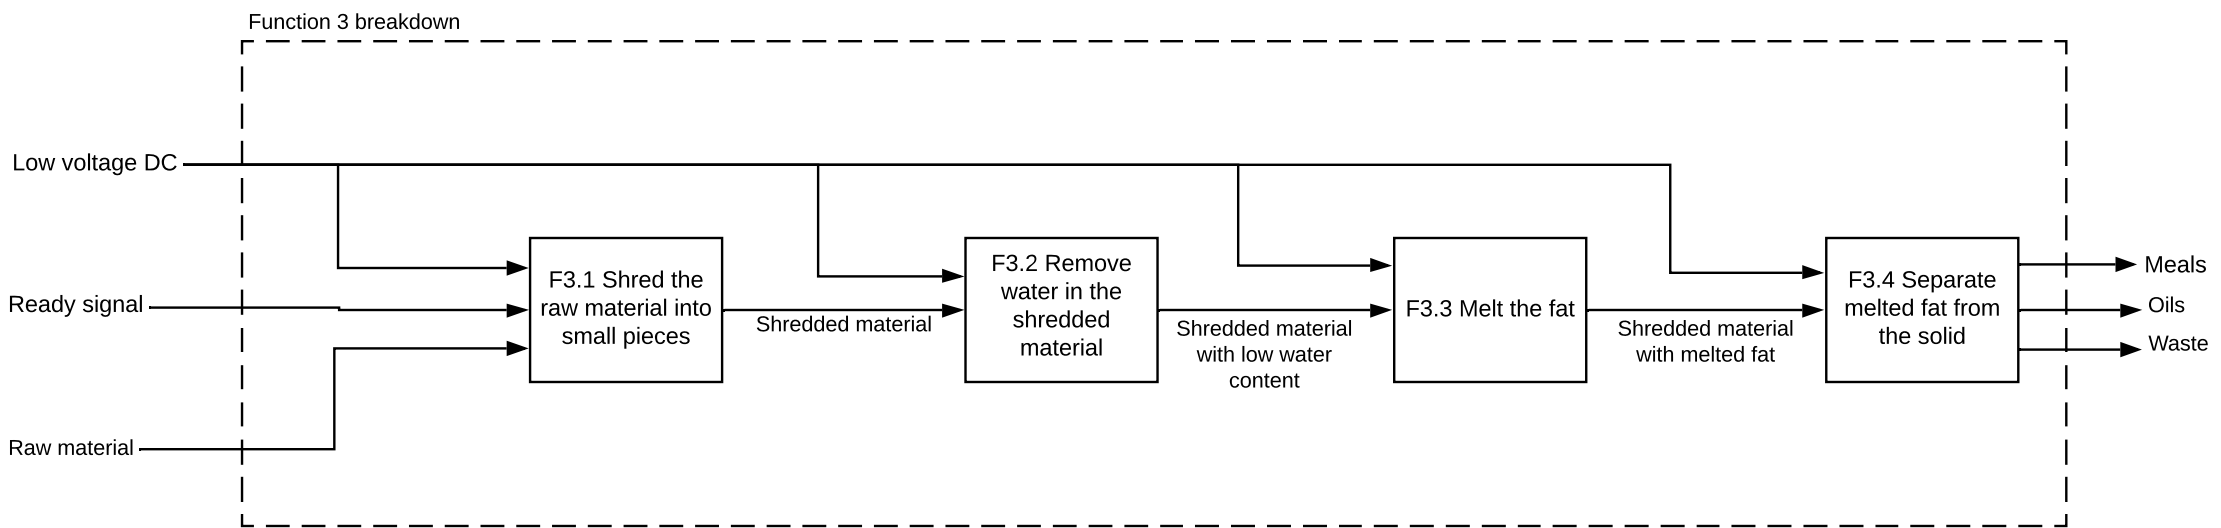 Function 3 breakdown
Low voltage DC
Ready signal
Raw material
F3.1 Shred the
raw material into
small pieces
Shredded material
F3.2 Remove
water in the
shredded
material
Shredded material
with low water
content
F3.3 Melt the fat
Shredded material
with melted fat
F3.4 Separate
melted fat from
the solid
Meals
Oils
Waste